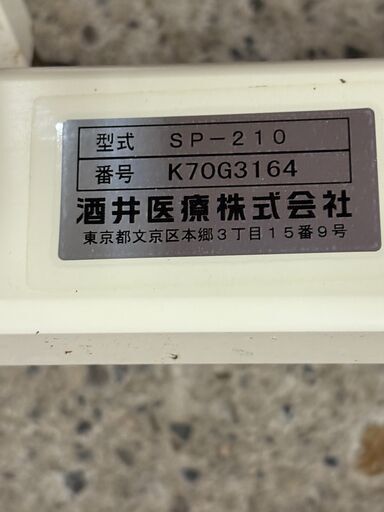 型式 SP-210
番号 K70G3164
酒井医療株式会社
東京都文京区本郷3丁目15番9号